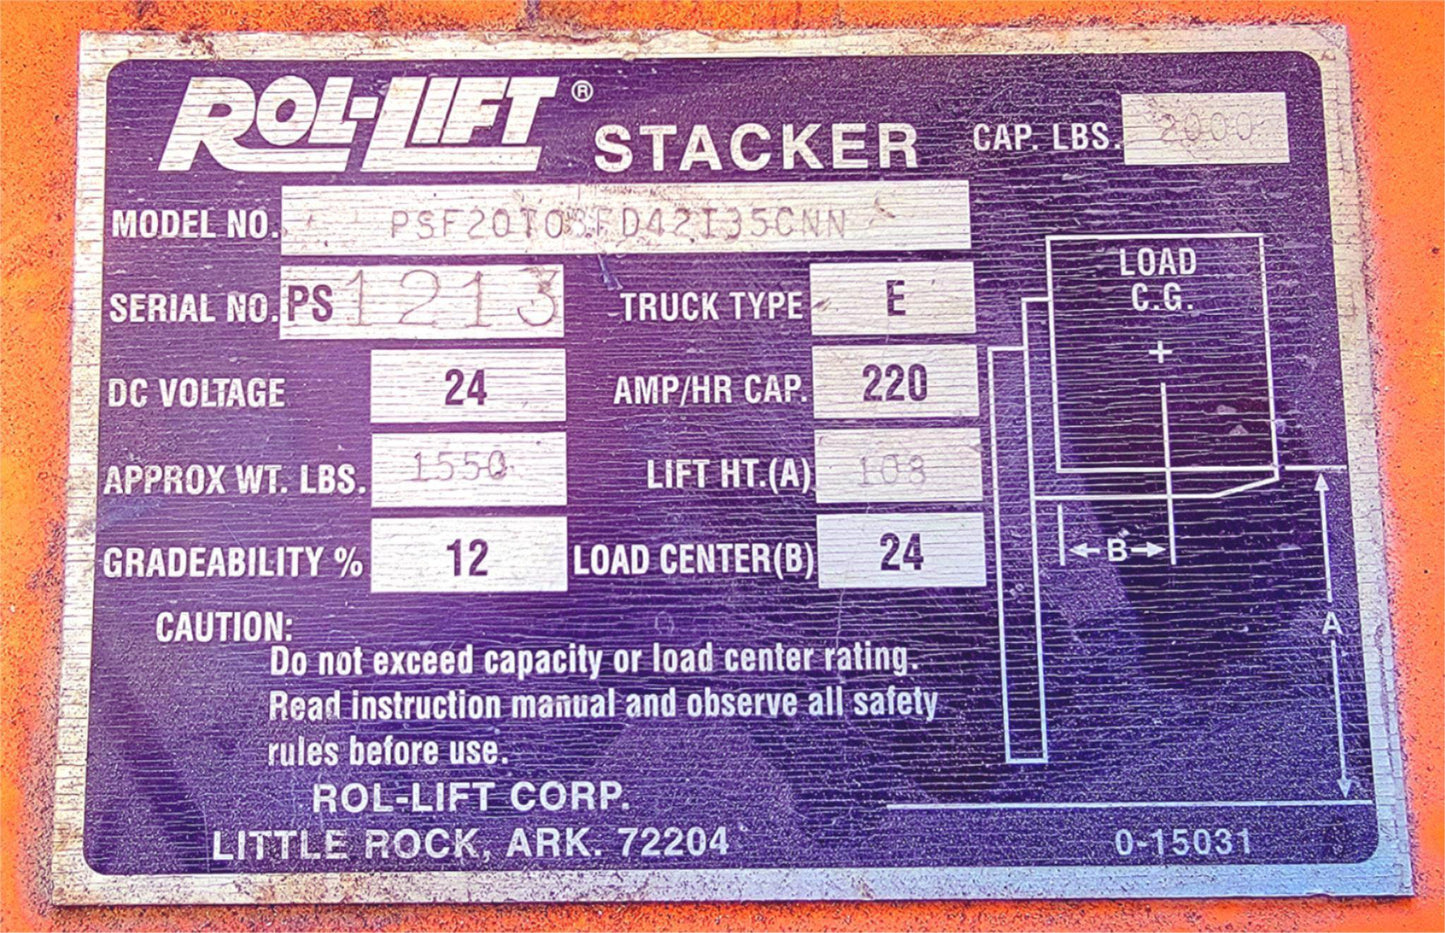 ROL-LIFT® STACKER CAP. LBS. 2000
MODEL NO. PSF20T08FD42I35CNN
SERIAL NO. PS 1213 TRUCK TYPE E
DC VOLTAGE 24 AMP/HR CAP. 220
APPROX WT. LBS. 1550 LIFT HT.(A) 108
GRADEABILITY % 12 LOAD CENTER(B) 24
LOAD
C.G.
+
B
A
CAUTION:
Do not exceed capacity or load center rating.
Read instruction manual and observe all safety
rules before use.
ROL-LIFT CORP.
LITTLE ROCK, ARK. 72204
0-15031